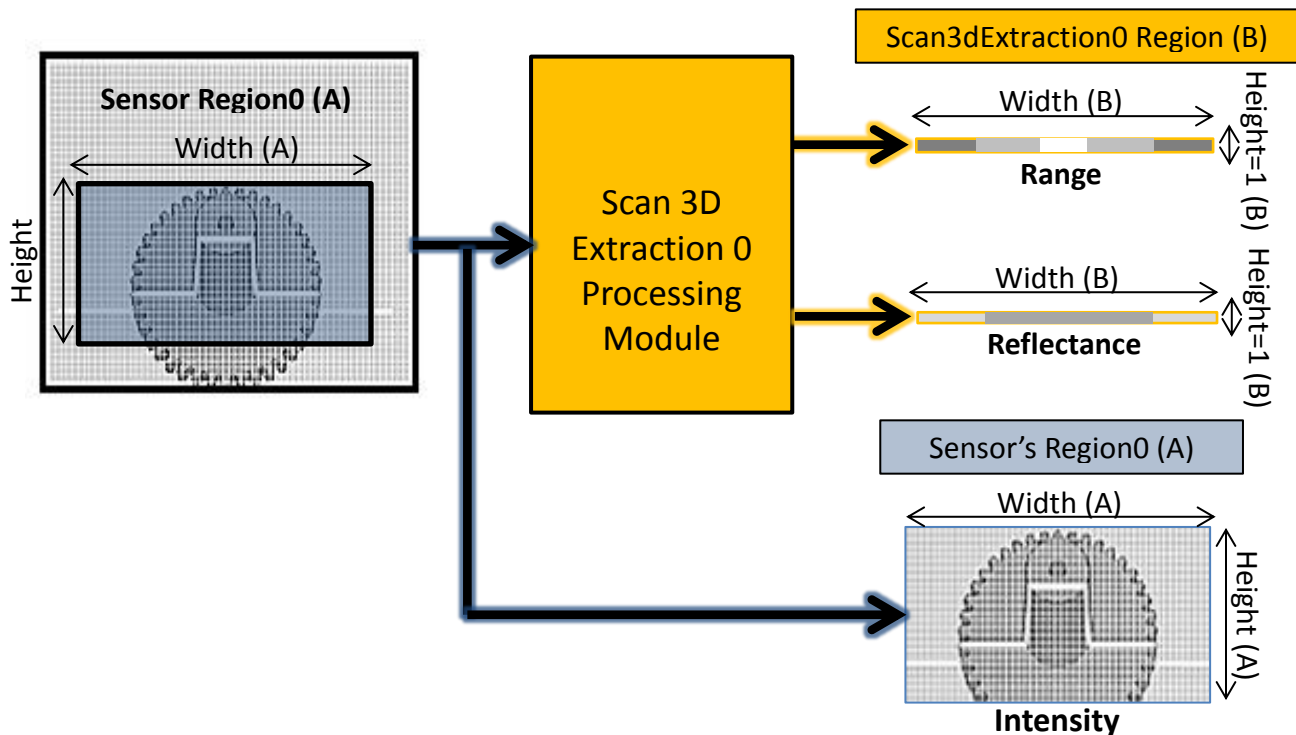 Scan3dExtraction0 Region (B)
Sensor Region0 (A)
Width (A)
Height
Scan 3D
Extraction 0
Processing
Module
Width (B)
Height=1 (B)
Range
Width (B)
Height=1 (B)
Reflectance
Sensor's Region0 (A)
Width (A)
Height (A)
Intensity